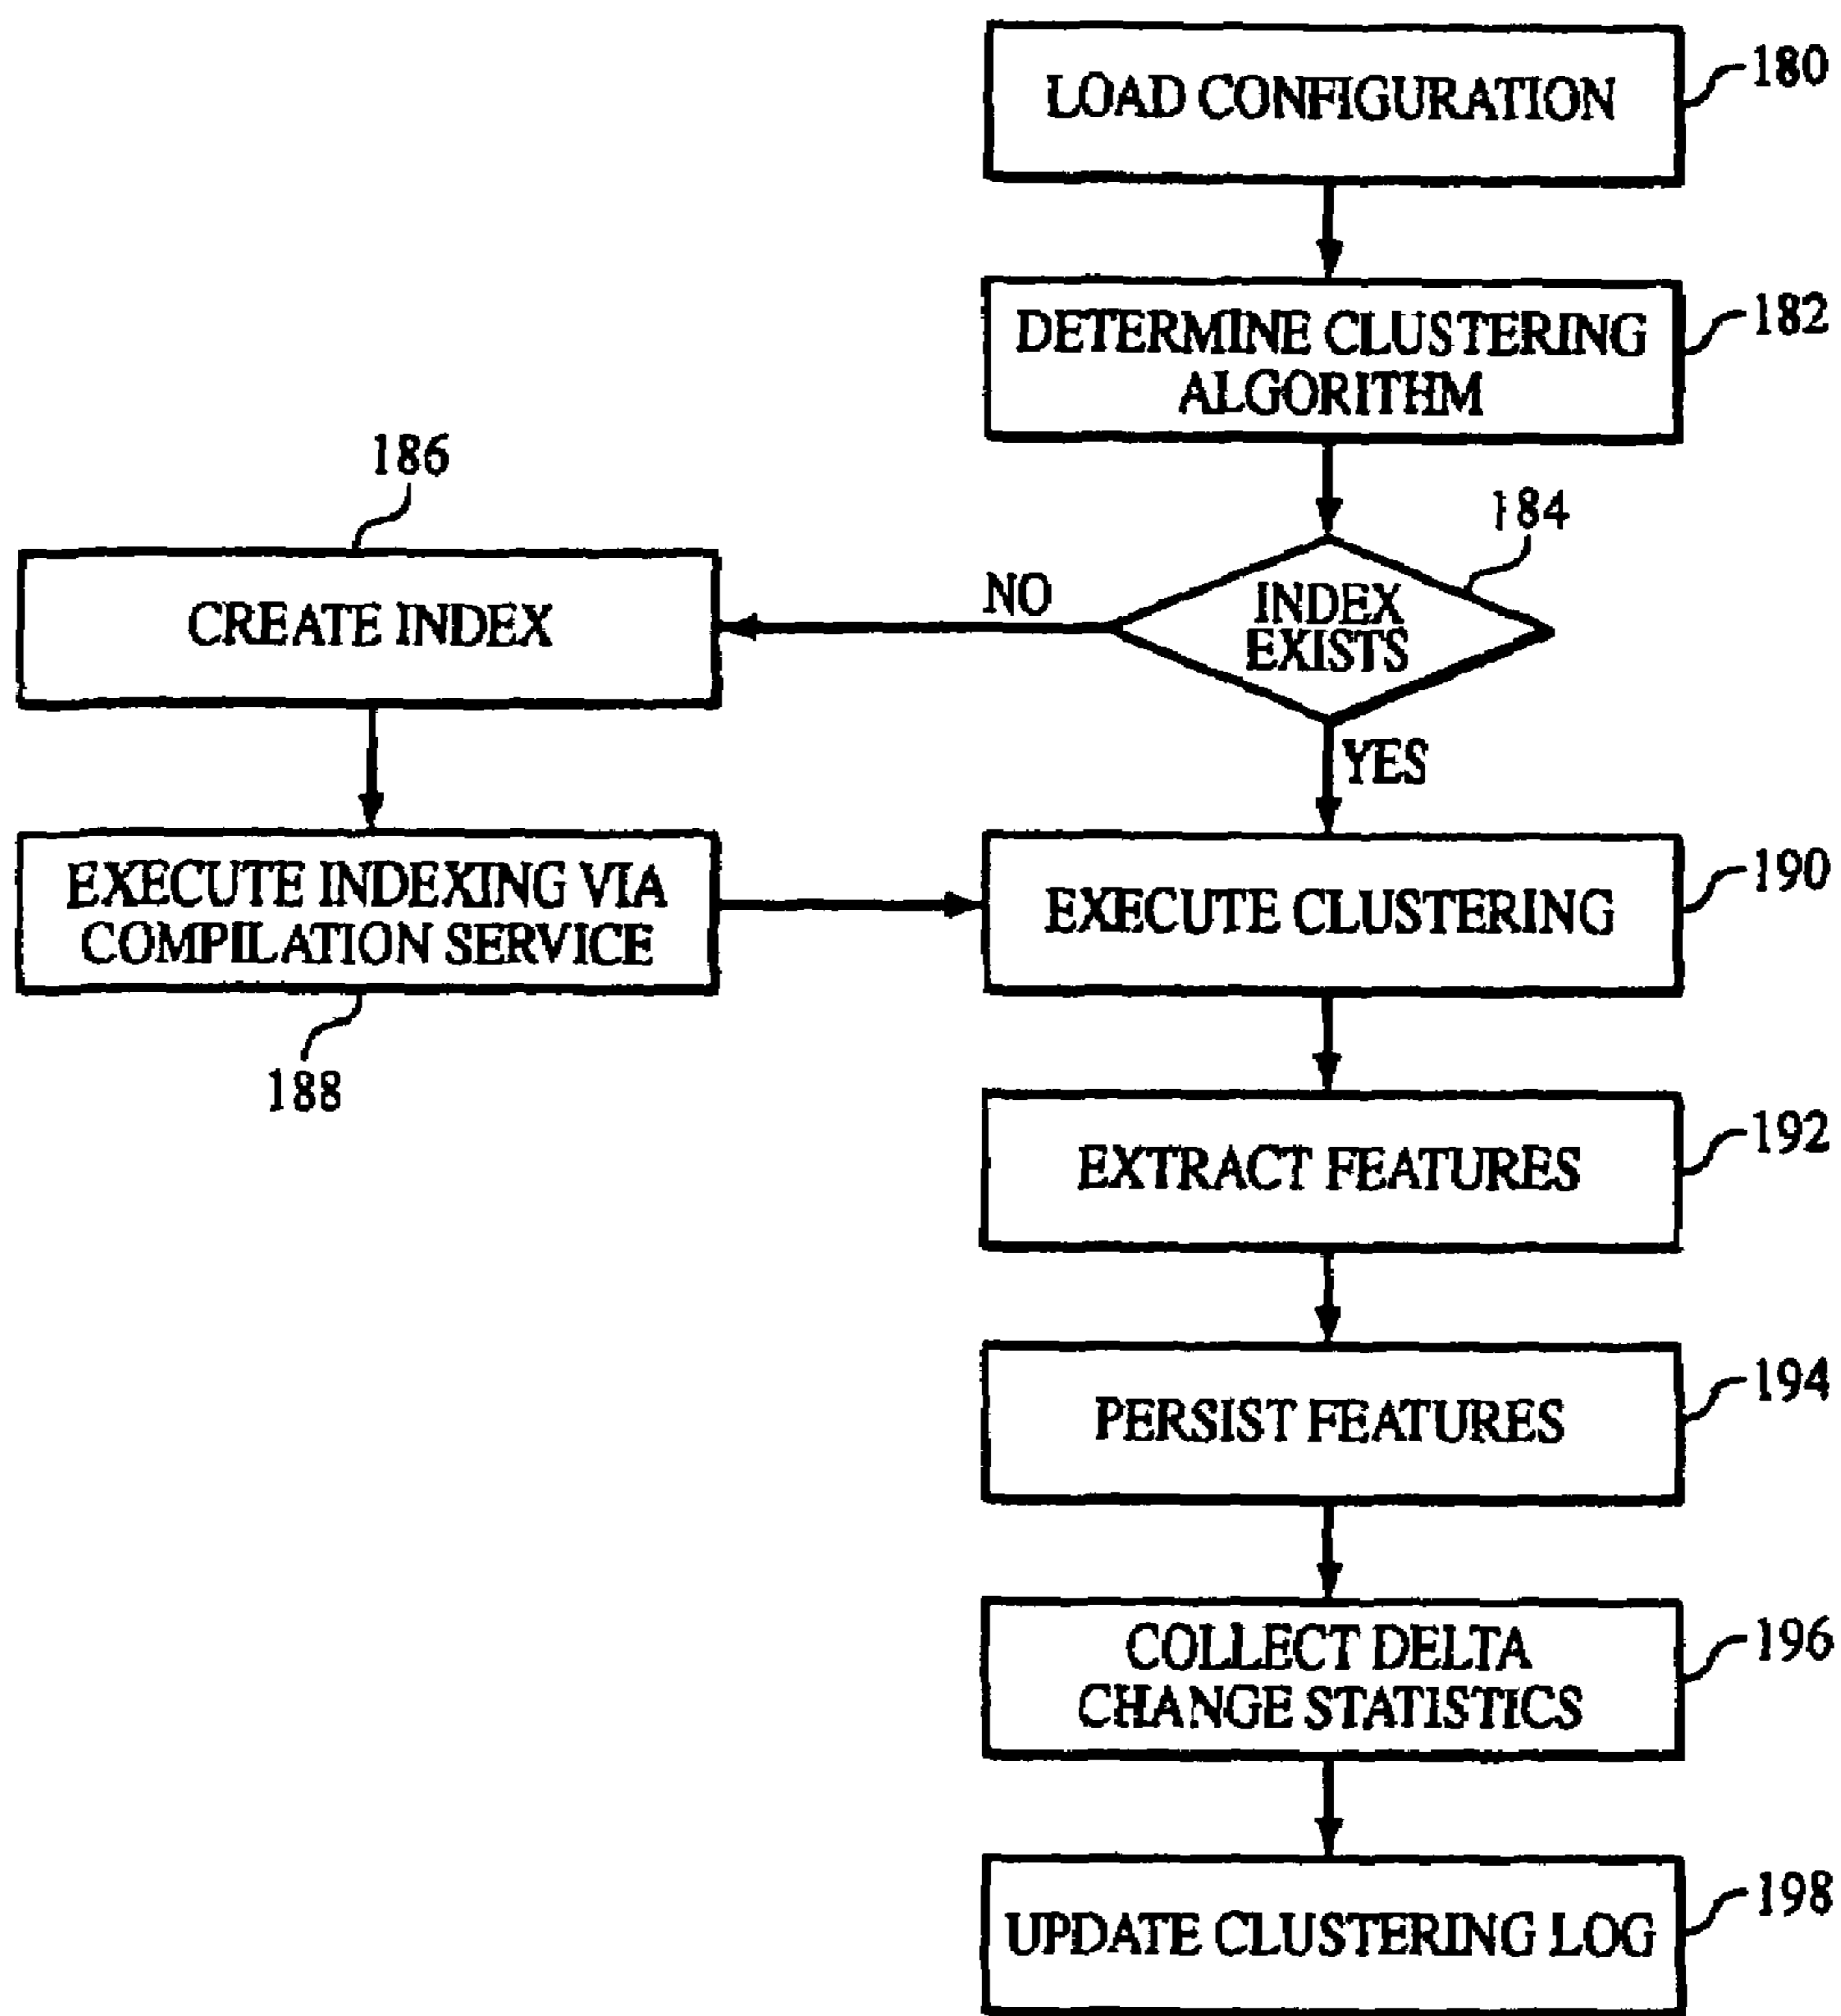 LOAD CONFIGURATION
180
DETERMINE CLUSTERING
ALGORITHM
182
184
INDEX
EXISTS
NO
YES
186
CREATE INDEX
EXECUTE INDEXING VIA
COMPILATION SERVICE
188
EXECUTE CLUSTERING
190
EXTRACT FEATURES
192
PERSIST FEATURES
194
COLLECT DELTA
CHANGE STATISTICS
196
UPDATE CLUSTERING LOG
198